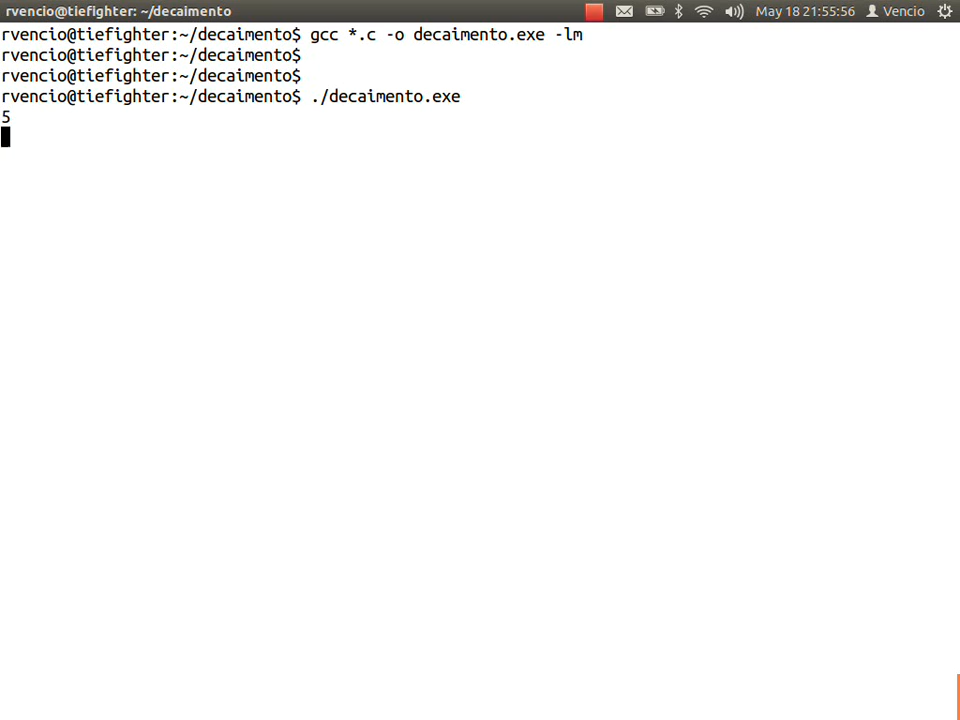 rvencio@tiefighter: ~/decaimento May 18 21:55:56 Vencio
rvencio@tiefighter:~/decaimento$ gcc *.c -o decaimento.exe -lm
rvencio@tiefighter:~/decaimento$
rvencio@tiefighter:~/decaimento$
rvencio@tiefighter:~/decaimento$ ./decaimento.exe
5